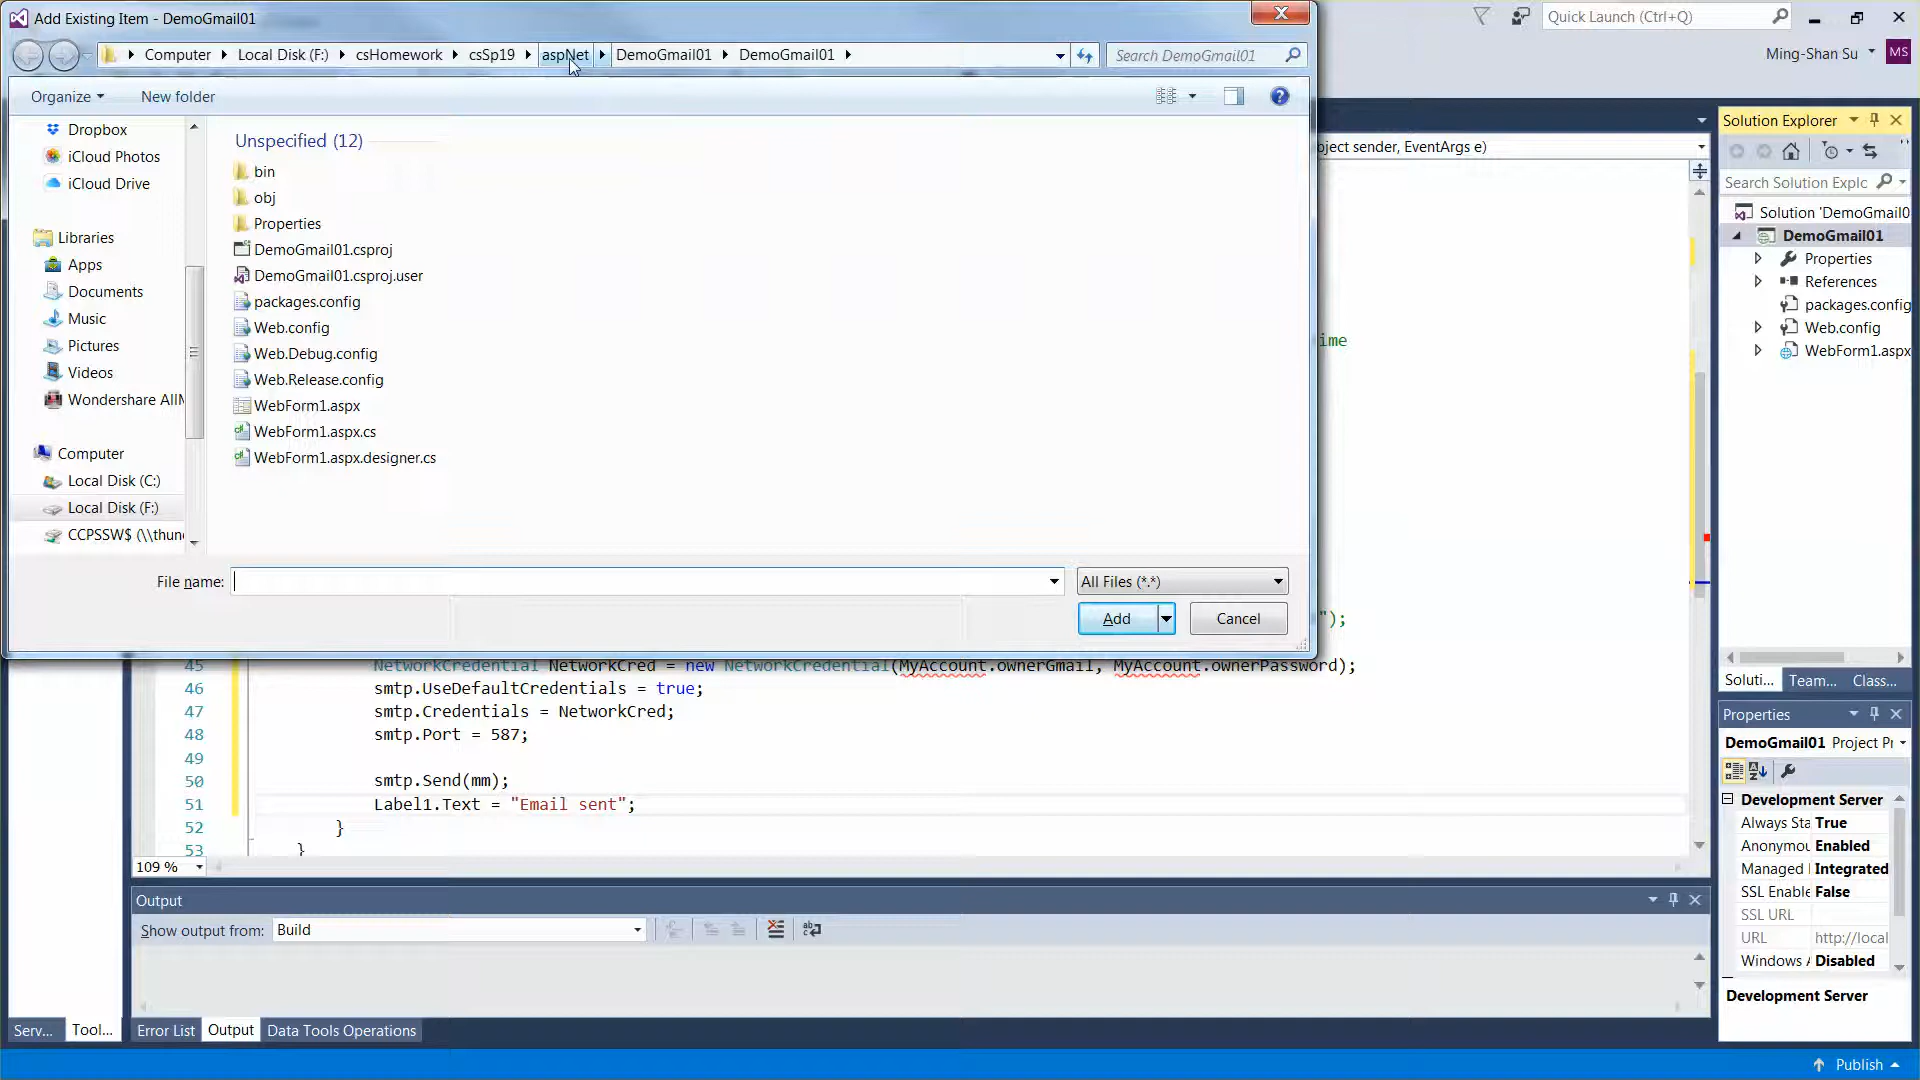 Add Existing Item - DemoGmail01
Quick Launch (Ctrl+Q)
Ming-Shan Su
MS
Computer
Local Disk (F:)
csHomework
csSp19
aspNet
DemoGmail01
DemoGmail01
Search DemoGmail01
Organize
New folder
Dropbox
iCloud Photos
iCloud Drive
Libraries
Apps
Documents
Music
Pictures
Videos
Wondershare AllM
Computer
Local Disk (C:)
Local Disk (F:)
CCPSSW$ (\\thund
Unspecified (12)
bin
obj
Properties
DemoGmail01.csproj
DemoGmail01.csproj.user
packages.config
Web.config
Web.Debug.config
Web.Release.config
WebForm1.aspx
WebForm1.aspx.cs
WebForm1.aspx.designer.cs
File name:
All Files (*.*)
Add
Cancel
bject sender, EventArgs e)
ime
");
45 NetworkCredential NetworkCred = new NetworkCredential(MyAccount.ownerGmail, MyAccount.ownerPassword);
46 smtp.UseDefaultCredentials = true;
47 smtp.Credentials = NetworkCred;
48 smtp.Port = 587;
49
50 smtp.Send(mm);
51 Label1.Text = "Email sent";
52 }
53 }
109 %
Output
Show output from: Build
Serv...
Tool...
Error List
Output
Data Tools Operations
Solution Explorer
Search Solution Explc
Solution 'DemoGmail0
DemoGmail01
Properties
References
packages.config
Web.config
WebForm1.aspx
Soluti...
Team...
Class...
Properties
DemoGmail01 Project Pr
Development Server
Always Sta True
Anonymou Enabled
Managed Integrated
SSL Enable False
SSL URL
URL http://local
Windows A Disabled
Development Server
Publish